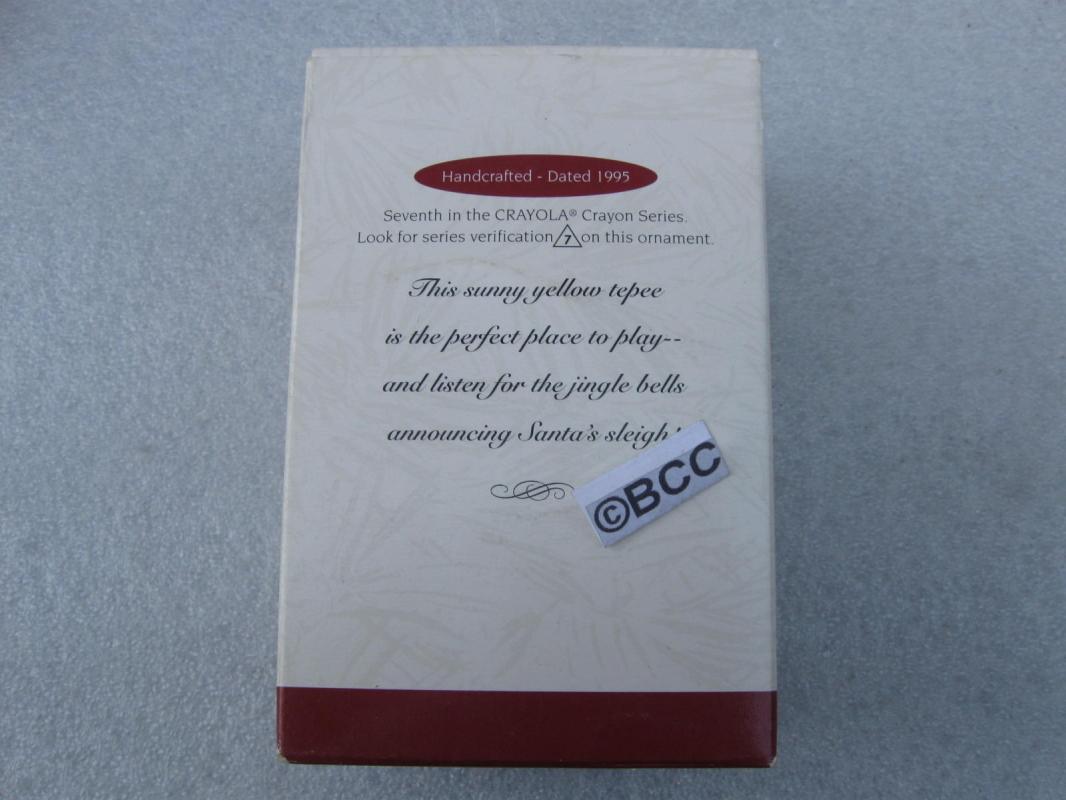 Handcrafted - Dated 1995
Seventh in the CRAYOLA® Crayon Series.
Look for series verification 7 on this ornament.
This sunny yellow tepee
is the perfect place to play--
and listen for the jingle bells
announcing Santa's
©BCC